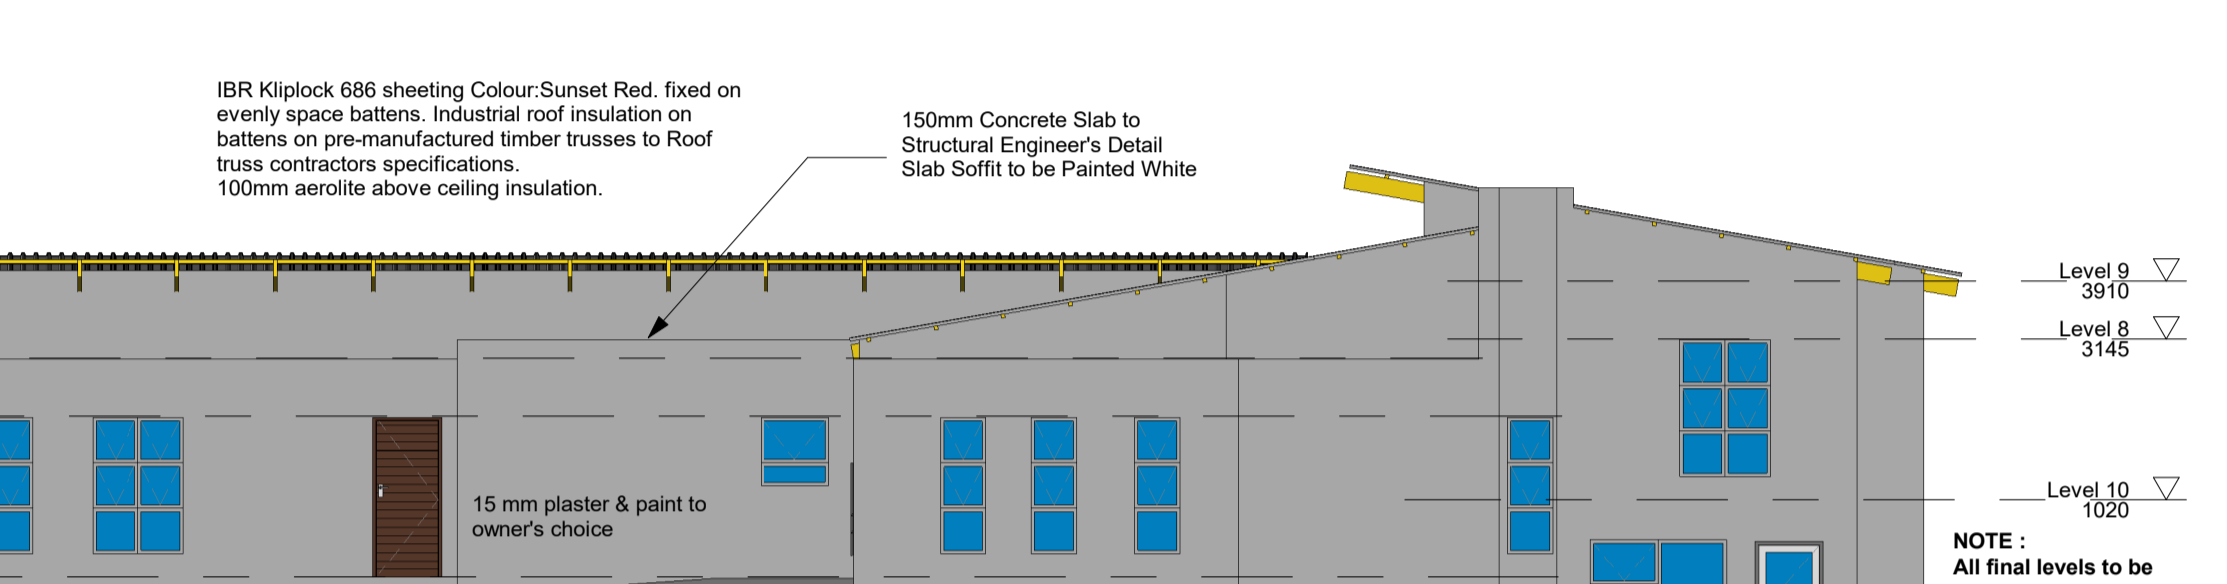 IBR Kliplock 686 sheeting Colour:Sunset Red. fixed on
evenly space battens. Industrial roof insulation on
battens on pre-manufactured timber trusses to Roof
truss contractors specifications.
100mm aerolite above ceiling insulation.
150mm Concrete Slab to
Structural Engineer's Detail
Slab Soffit to be Painted White
Level 9
3910
Level 8
3145
Level 10
1020
15 mm plaster & paint to
owner's choice
NOTE :
All final levels to be